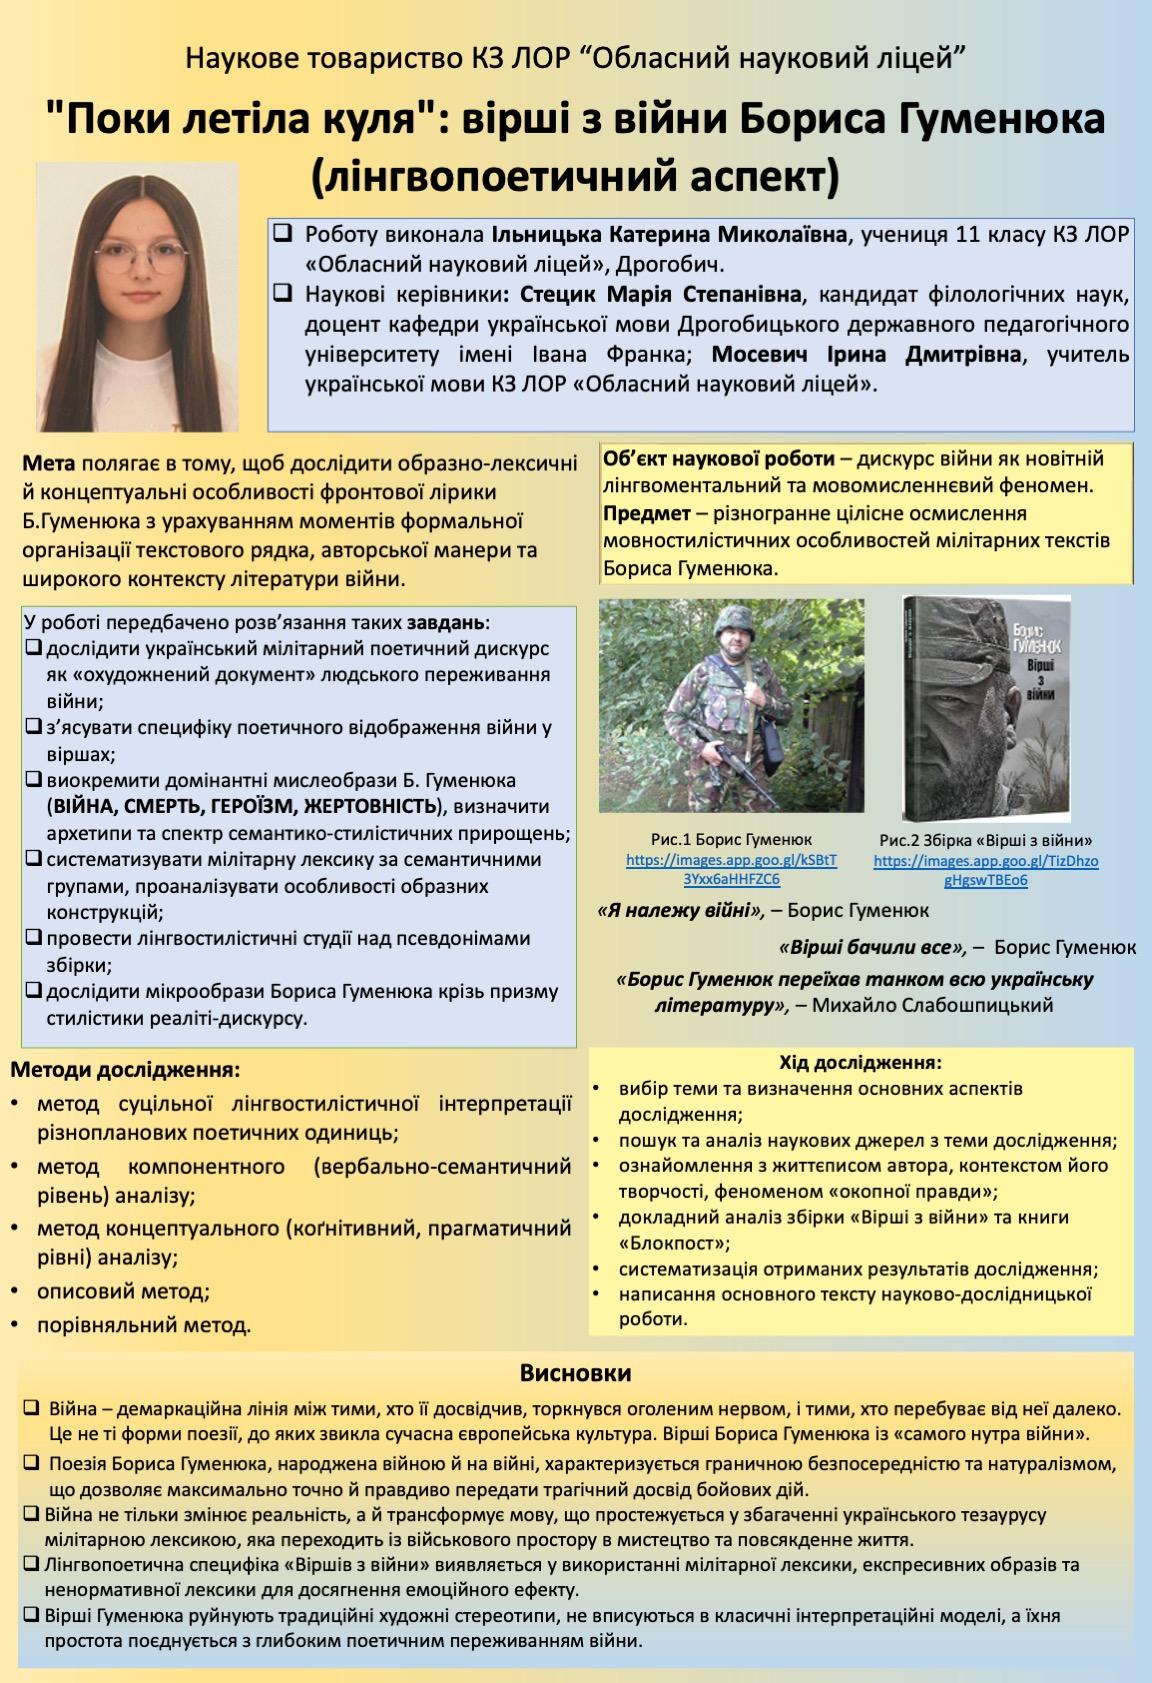 Наукове товариство КЗ ЛОР “Обласний науковий ліцей”
"Поки летіла куля": вірші з війни Бориса Гуменюка
(лінгвопоетичний аспект)
❑ Роботу виконала Ільницька Катерина Миколаївна, учениця 11 класу КЗ ЛОР
«Обласний науковий ліцей», Дрогобич.
❑ Наукові керівники: Стецик Марія Степанівна, кандидат філологічних наук,
доцент кафедри української мови Дрогобицького державного педагогічного
університету імені Івана Франка; Мосевич Ірина Дмитрівна, учитель
української мови КЗ ЛОР «Обласний науковий ліцей».
Мета полягає в тому, щоб дослідити образно-лексичні
й концептуальні особливості фронтової лірики
Б.Гуменюка з урахуванням моментів формальної
організації текстового рядка, авторської манери та
широкого контексту літератури війни.
Об’єкт наукової роботи – дискурс війни як новітній
лінгвоментальний та мовомисленнєвий феномен.
Предмет – різногранне цілісне осмислення
мовностилістичних особливостей мілітарних текстів
Бориса Гуменюка.
У роботі передбачено розв’язання таких завдань:
❑ дослідити український мілітарний поетичний дискурс
як «охудожнений документ» людського переживання
війни;
❑ з’ясувати специфіку поетичного відображення війни у
віршах;
❑ виокремити домінантні мислеобрази Б. Гуменюка
(ВІЙНА, СМЕРТЬ, ГЕРОЇЗМ, ЖЕРТОВНІСТЬ), визначити
архетипи та спектр семантико-стилістичних прирощень;
❑ систематизувати мілітарну лексику за семантичними
групами, проаналізувати особливості образних
конструкцій;
❑ провести лінгвостилістичні студії над псевдонімами
збірки;
❑ дослідити мікрообрази Бориса Гуменюка крізь призму
стилістики реаліті-дискурсу.
Борис
Гуменюк
Вірші
з
війни
Рис.1 Борис Гуменюк
https://images.app.goo.gl/kSBtT
3Yxx6aHHFZC6
Рис.2 Збірка «Вірші з війни»
https://images.app.goo.gl/TizDhzo
gHgswTBEo6
«Я належу війні», – Борис Гуменюк
«Вірші бачили все», – Борис Гуменюк
«Борис Гуменюк переїхав танком всю українську
літературу», – Михайло Слабошпицький
Методи дослідження:
• метод суцільної лінгвостилістичної інтерпретації
різнопланових поетичних одиниць;
• метод компонентного (вербально-семантичний
рівень) аналізу;
• метод концептуального (коґнітивний, прагматичний
рівні) аналізу;
• описовий метод;
• порівняльний метод.
Хід дослідження:
• вибір теми та визначення основних аспектів
дослідження;
• пошук та аналіз наукових джерел з теми дослідження;
• ознайомлення з життєписом автора, контекстом його
творчості, феноменом «окопної правди»;
• докладний аналіз збірки «Вірші з війни» та книги
«Блокпост»;
• систематизація отриманих результатів дослідження;
• написання основного тексту науково-дослідницької
роботи.
Висновки
❑ Війна – демаркаційна лінія між тими, хто її досвідчив, торкнувся оголеним нервом, і тими, хто перебуває від неї далеко.
Це не ті форми поезії, до яких звикла сучасна європейська культура. Вірші Бориса Гуменюка із «самого нутра війни».
❑ Поезія Бориса Гуменюка, народжена війною й на війні, характеризується граничною безпосередністю та натуралізмом,
що дозволяє максимально точно й правдиво передати трагічний досвід бойових дій.
❑ Війна не тільки змінює реальність, а й трансформує мову, що простежується у збагаченні українського тезаурусу
мілітарною лексикою, яка переходить із військового простору в мистецтво та повсякденне життя.
❑ Лінгвопоетична специфіка «Віршів з війни» виявляється у використанні мілітарної лексики, експресивних образів та
ненормативної лексики для досягнення емоційного ефекту.
❑ Вірші Гуменюка руйнують традиційні художні стереотипи, не вписуються в класичні інтерпретаційні моделі, а їхня
простота поєднується з глибоким поетичним переживанням війни.